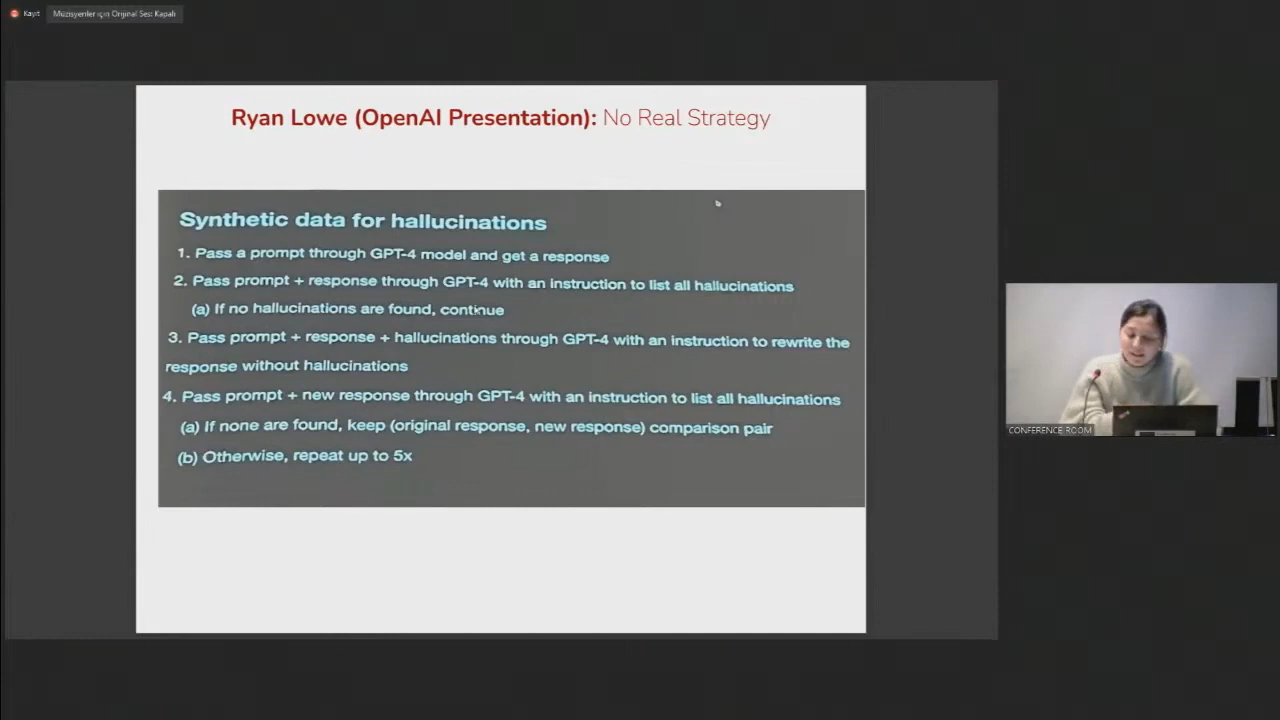 Kayıt
Müzisyenler için Orijinal Ses: Kapalı
Ryan Lowe (OpenAI Presentation): No Real Strategy
Synthetic data for hallucinations
1. Pass a prompt through GPT-4 model and get a response
2. Pass prompt + response through GPT-4 with an instruction to list all hallucinations
(a) If no hallucinations are found, continue
3. Pass prompt + response + hallucinations through GPT-4 with an instruction to rewrite the
response without hallucinations
4. Pass prompt + new response through GPT-4 with an instruction to list all hallucinations
(a) If none are found, keep (original response, new response) comparison pair
(b) Otherwise, repeat up to 5x
CONFERENCE ROOM